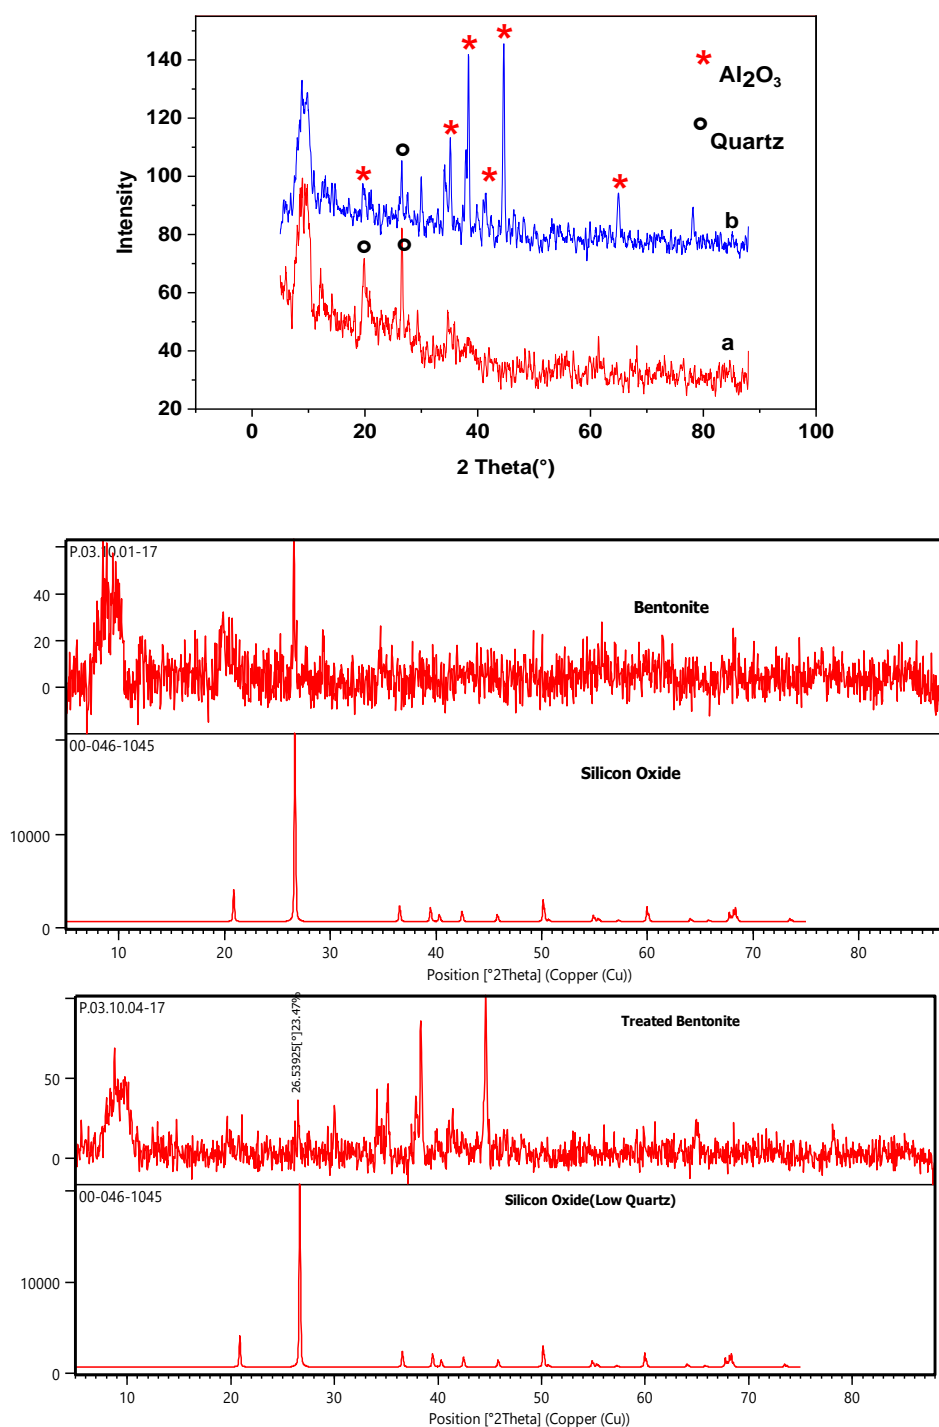 140
120
100
80
60
40
20
Intensity
* Al2O3
Quartz
b
a
0 20 40 60 80 100
2 Theta(°)
P.03.10.01-17
Bentonite
40
20
0
00-046-1045
Silicon Oxide
10000
0
10 20 30 40 50 60 70 80
Position [°2Theta] (Copper (Cu))
P.03.10.04-17
Treated Bentonite
26.53925[°]23.47%
50
0
00-046-1045
Silicon Oxide(Low Quartz)
10000
0
10 20 30 40 50 60 70 80
Position [°2Theta] (Copper (Cu))